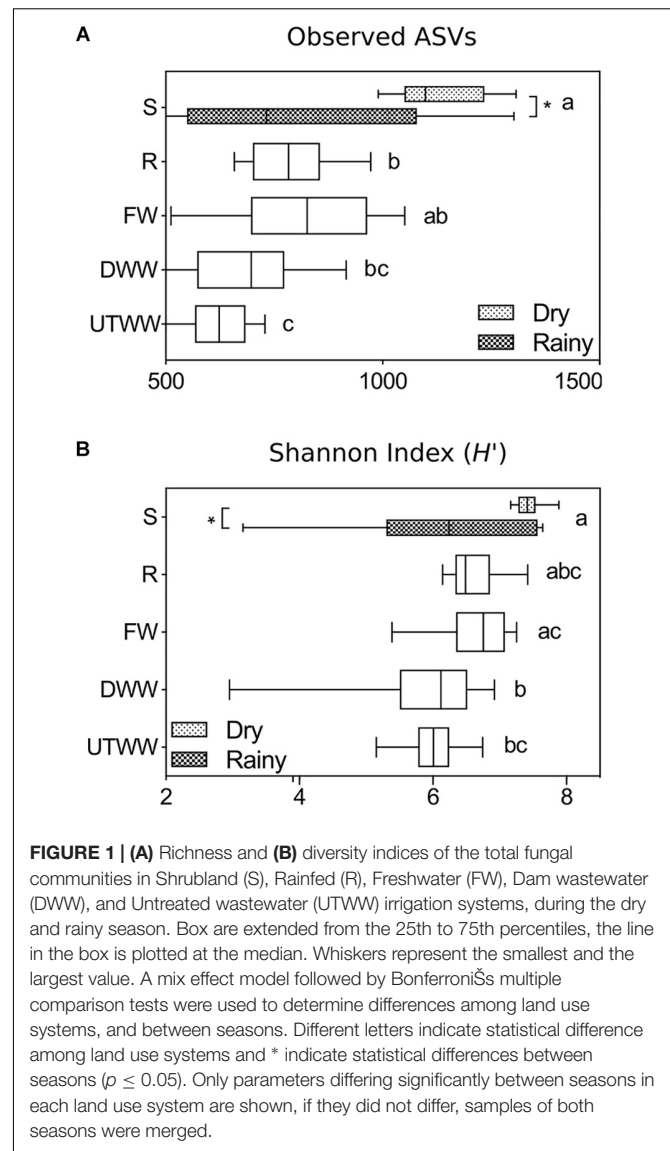 A
Observed ASVs
S
* a
R
b
FW
ab
DWW
bc
UTWW
c
Dry
Rainy
500 1000 1500
B
Shannon Index (H')
S
*
a
R
abc
FW
ac
DWW
b
UTWW
bc
Dry
Rainy
2 4 6 8
FIGURE 1 | (A) Richness and (B) diversity indices of the total fungal
communities in Shrubland (S), Rainfed (R), Freshwater (FW), Dam wastewater
(DWW), and Untreated wastewater (UTWW) irrigation systems, during the dry
and rainy season. Box are extended from the 25th to 75th percentiles, the line
in the box is plotted at the median. Whiskers represent the smallest and the
largest value. A mix effect model followed by BonferroniŠs multiple
comparison tests were used to determine differences among land use
systems, and between seasons. Different letters indicate statistical difference
among land use systems and * indicate statistical differences between
seasons (p ≤ 0.05). Only parameters differing significantly between seasons in
each land use system are shown, if they did not differ, samples of both
seasons were merged.